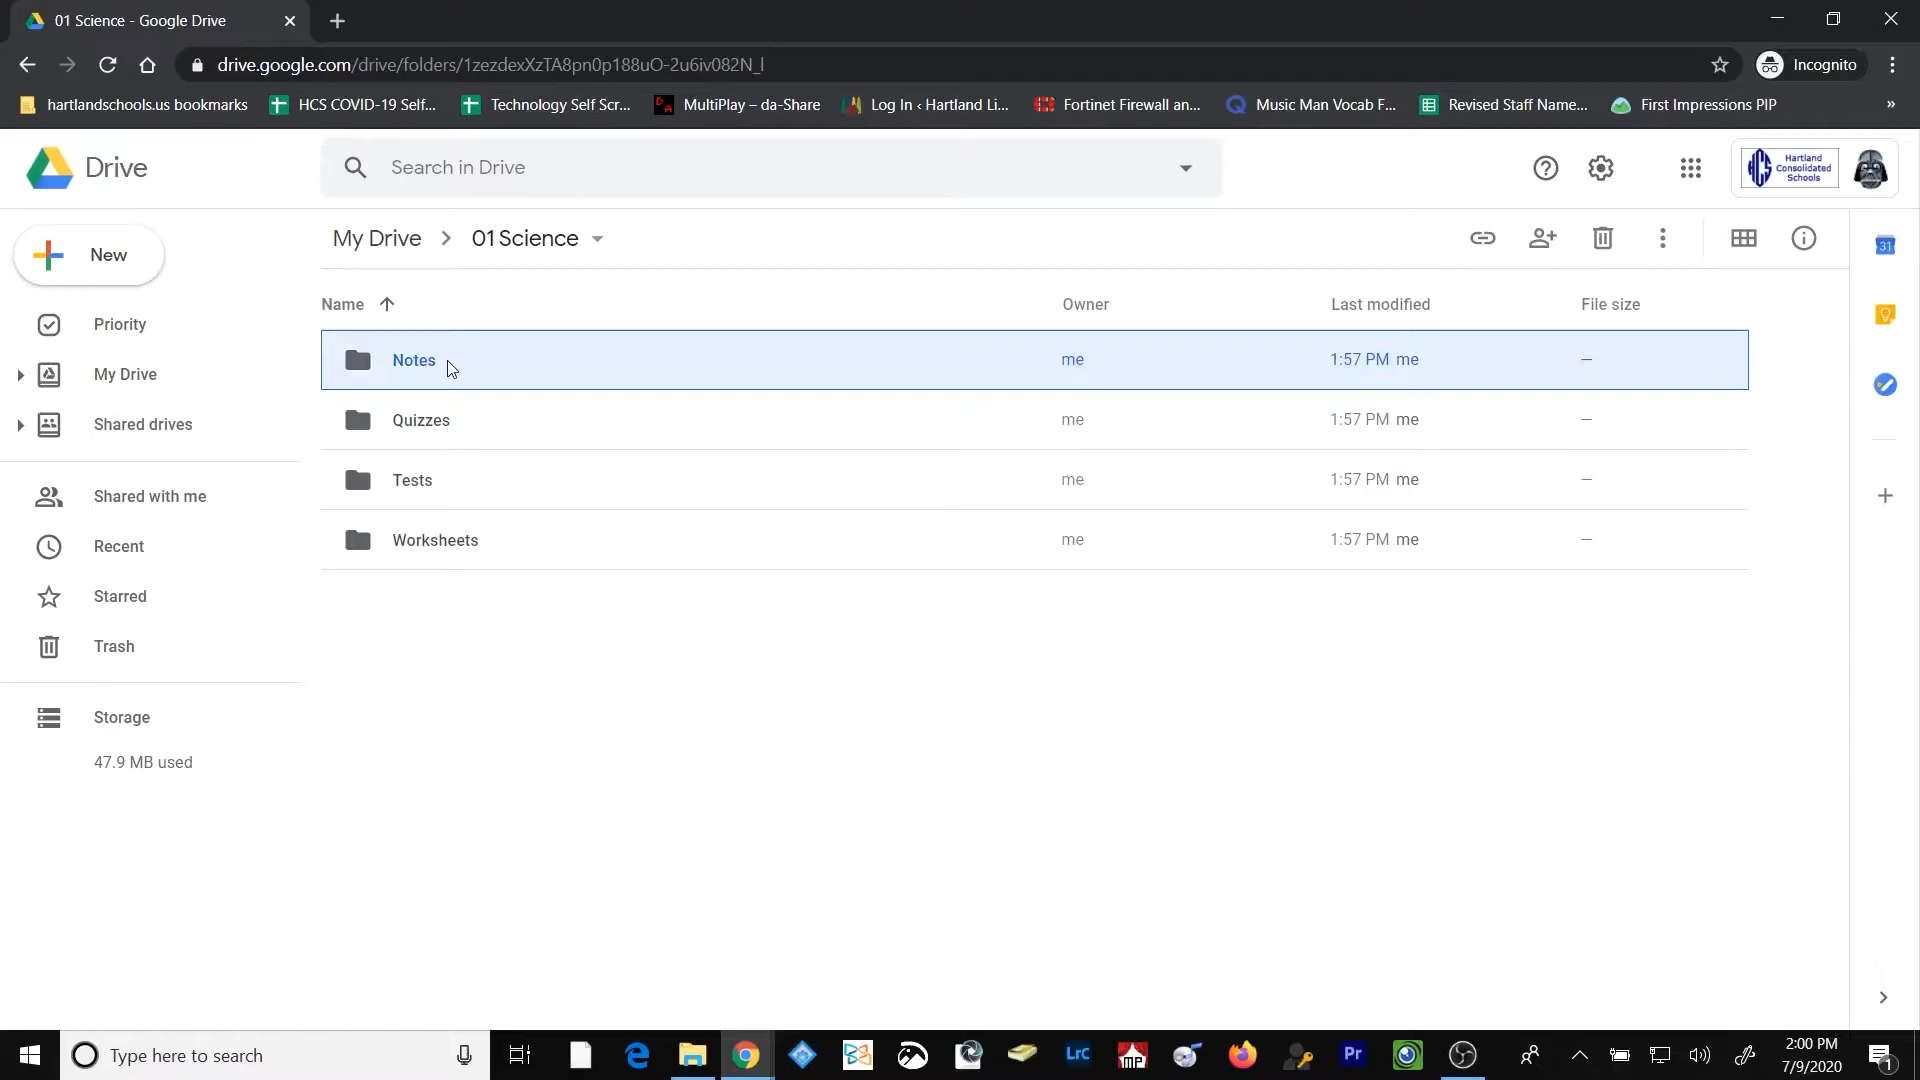 01 Science - Google Drive
drive.google.com/drive/folders/1zezdexXzTA8pn0p188uO-2u6iv082N_l
Incognito
hartlandschools.us bookmarks
HCS COVID-19 Self...
Technology Self Scr...
MultiPlay – da-Share
Log In ‹ Hartland Li...
Fortinet Firewall an...
Music Man Vocab F...
Revised Staff Name...
First Impressions PIP
»
Drive
Search in Drive
HCS
Hartland
Consolidated
Schools
New
My Drive
01 Science
Priority
My Drive
Shared drives
Shared with me
Recent
Starred
Trash
Storage
47.9 MB used
Name Owner Last modified File size
Notes me 1:57 PM me —
Quizzes me 1:57 PM me —
Tests me 1:57 PM me —
Worksheets me 1:57 PM me —
31
Type here to search
LrC
MP
Pr
2:00 PM
7/9/2020
1